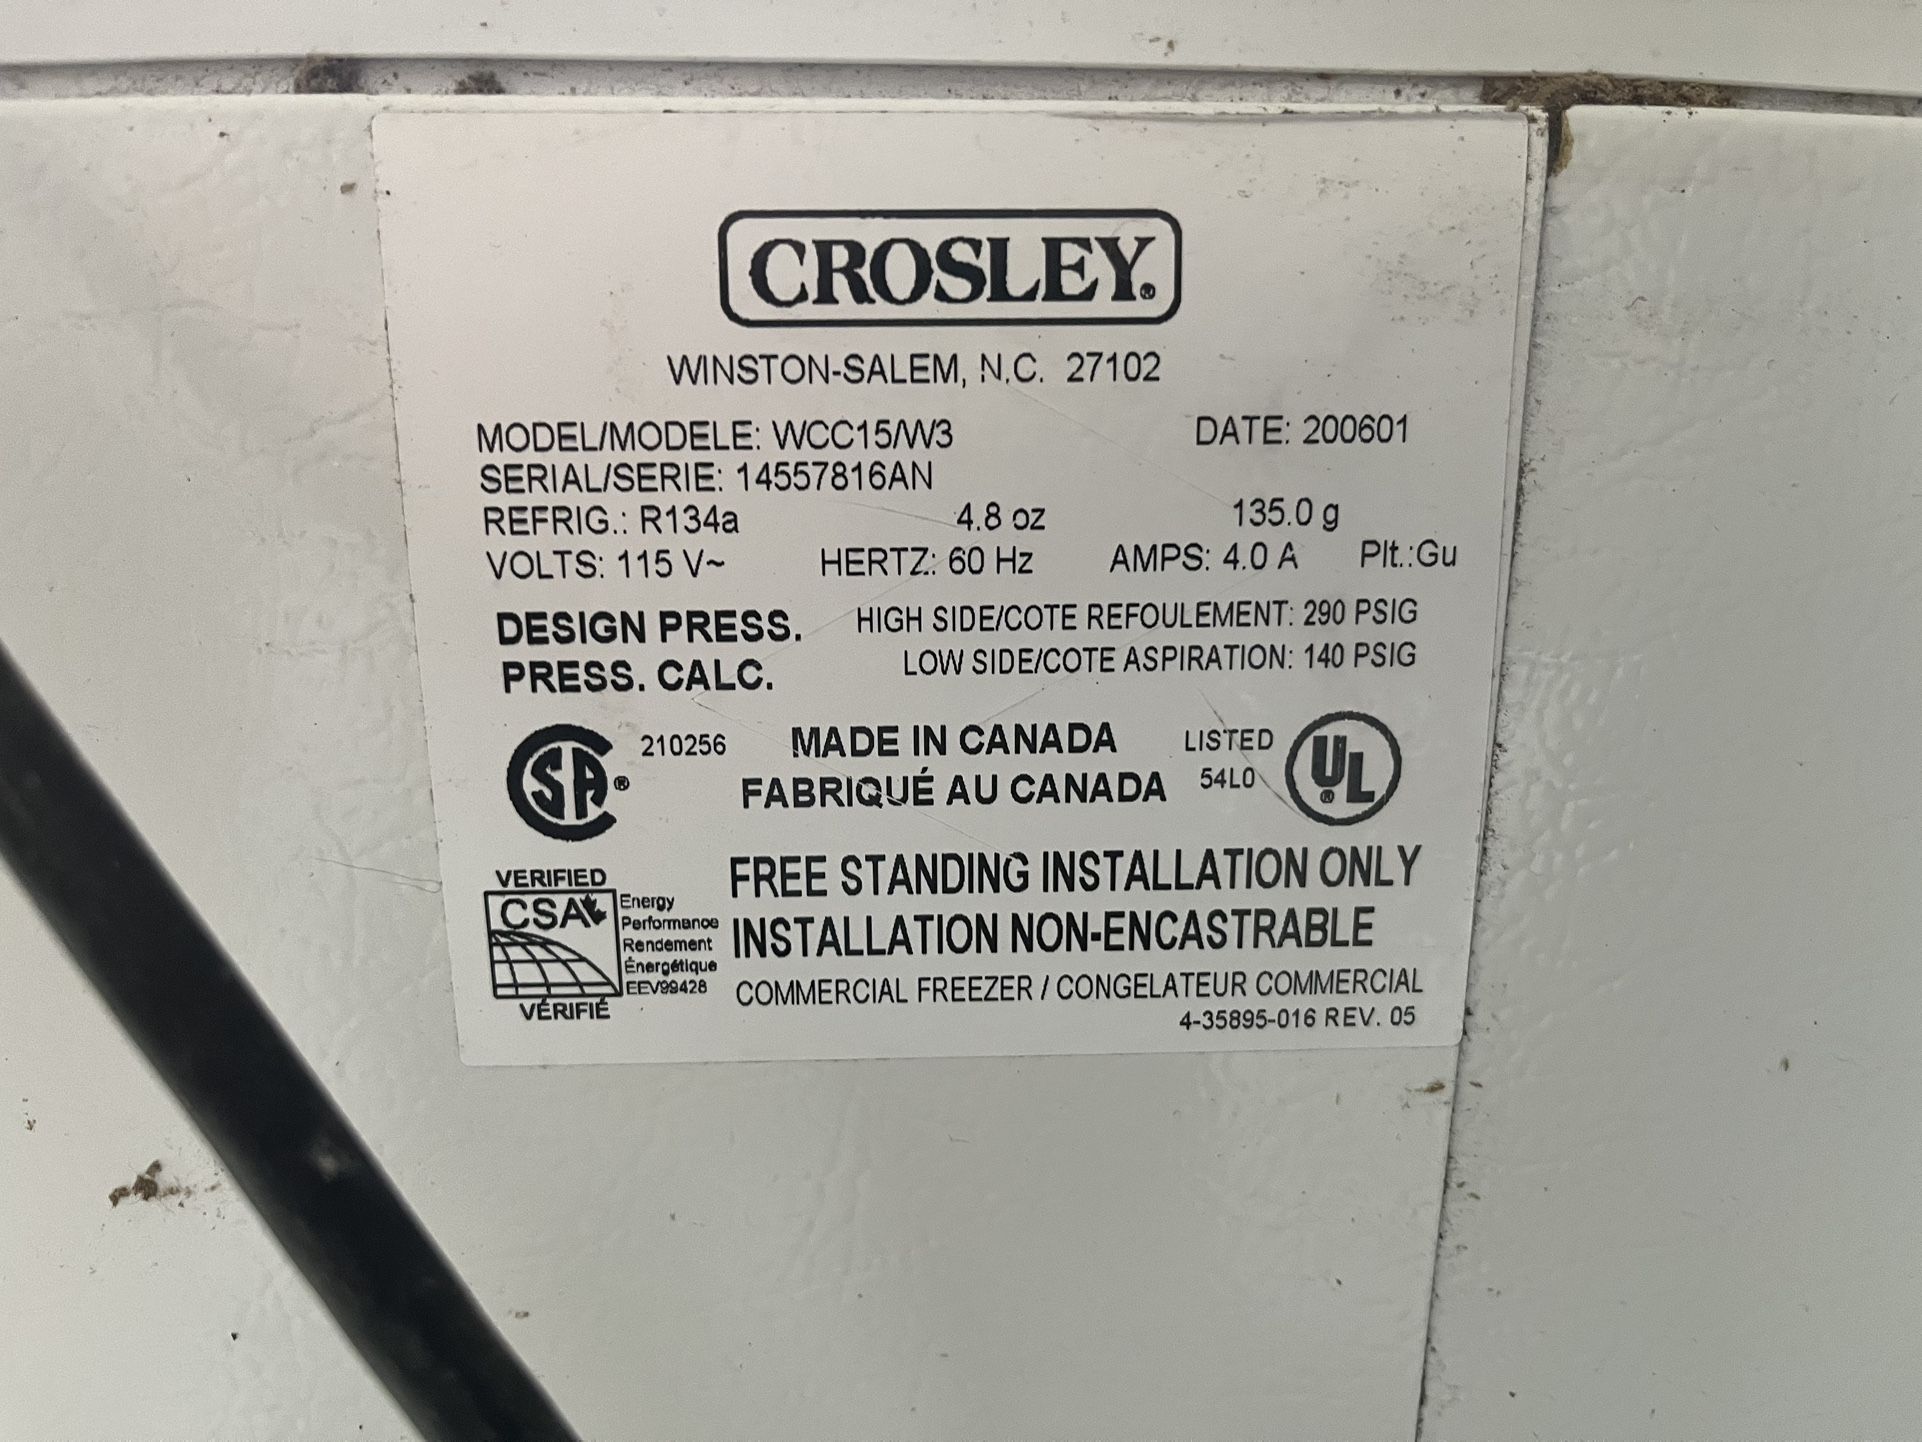 CROSLEY®
WINSTON-SALEM, N.C. 27102
MODEL/MODELE: WCC15/W3 DATE: 200601
SERIAL/SERIE: 14557816AN
REFRIG.: R134a 4.8 oz 135.0 g
VOLTS: 115 V~ HERTZ: 60 Hz AMPS: 4.0 A Plt.:Gu
DESIGN PRESS. HIGH SIDE/COTE REFOULEMENT: 290 PSIG
PRESS. CALC. LOW SIDE/COTE ASPIRATION: 140 PSIG
SA® 210256 MADE IN CANADA LISTED UL®
FABRIQUÉ AU CANADA 54L0
VERIFIED FREE STANDING INSTALLATION ONLY
CSA Energy
Performance INSTALLATION NON-ENCASTRABLE
Rendement
Énergétique
EEV99428 COMMERCIAL FREEZER / CONGELATEUR COMMERCIAL
VÉRIFIÉ 4-35895-016 REV. 05